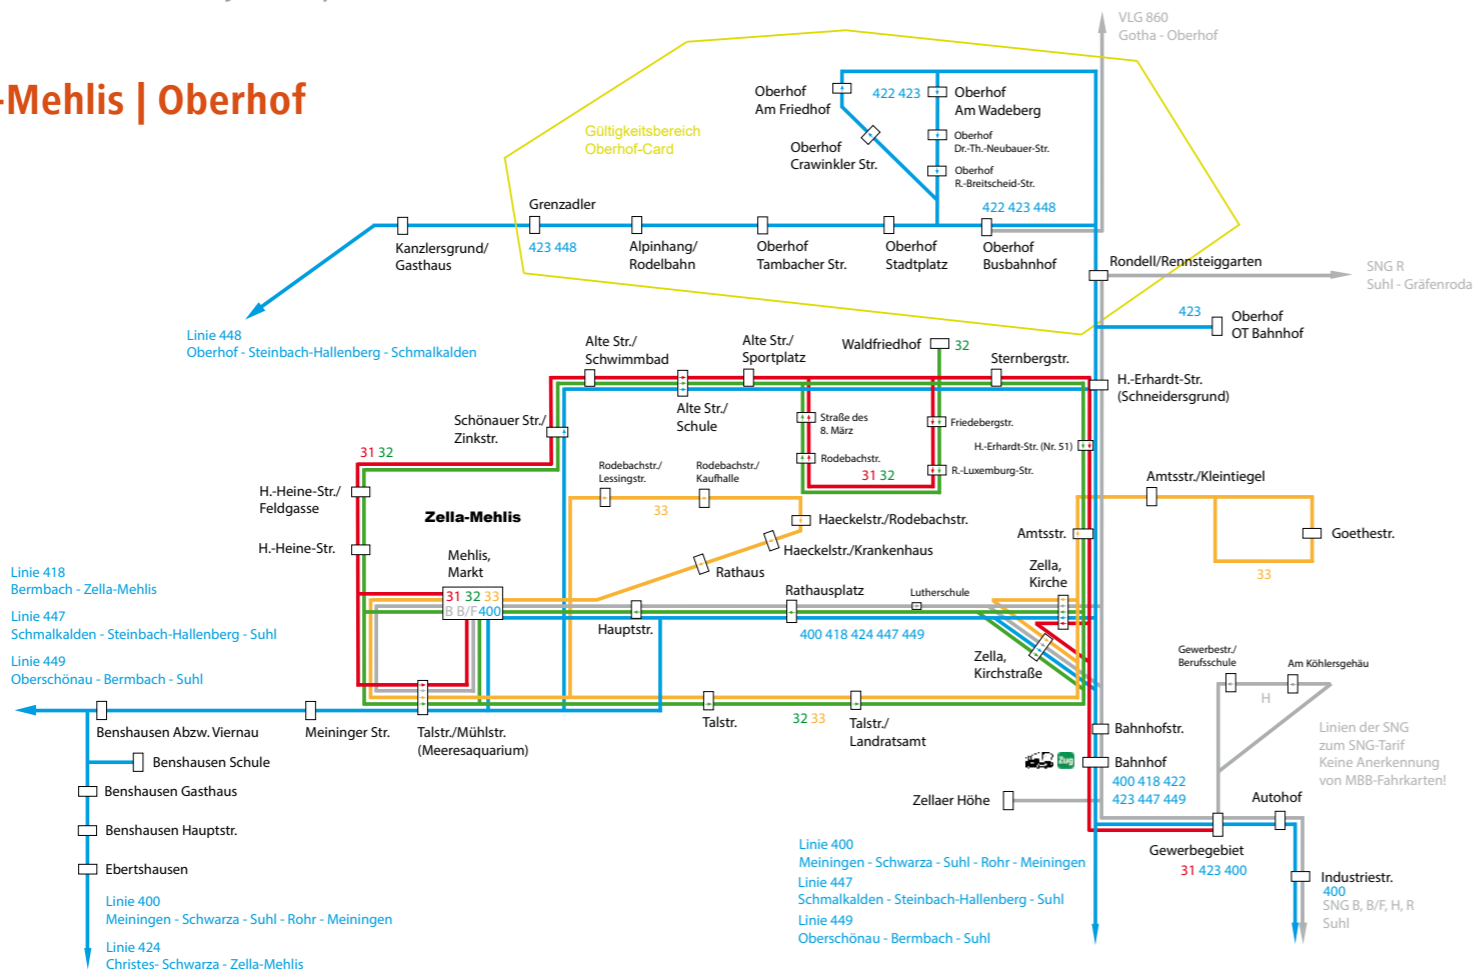 VLG 860
Gotha - Oberhof
-Mehlis | Oberhof
Oberhof
Am Friedhof
422 423
Oberhof
Am Wadeberg
Gültigkeitsbereich
Oberhof-Card
Oberhof
Dr.-Th.-Neubauer-Str.
Oberhof
Crawinkler Str.
Oberhof
R.-Breitscheid-Str.
Grenzadler
422 423 448
Kanzlersgrund/
Gasthaus
423 448
Alpinhang/
Rodelbahn
Oberhof
Tambacher Str.
Oberhof
Stadtplatz
Oberhof
Busbahnhof
Rondell/Rennsteiggarten
SNG R
Suhl - Gräfenroda
423
Oberhof
OT Bahnhof
Linie 448
Oberhof - Steinbach-Hallenberg - Schmalkalden
Alte Str./
Schwimmbad
Alte Str./
Sportplatz
Waldfriedhof
32
Sternbergstr.
H.-Erhardt-Str.
(Schneidersgrund)
Schönauer Str./
Zinkstr.
Alte Str./
Schule
Straße des
8. März
Friedebergstr.
H.-Erhardt-Str. (Nr. 51)
31 32
Rodebachstr./
Lessingstr.
Rodebachstr./
Kaufhalle
Rodebachstr.
31 32
R.-Luxemburg-Str.
Amtsstr./Kleintiegel
H.-Heine-Str./
Feldgasse
33
Zella-Mehlis
Haeckelstr./Rodebachstr.
Amtsstr.
Goethestr.
H.-Heine-Str.
Haeckelstr./Krankenhaus
Mehlis,
Markt
Rathaus
Zella,
Kirche
33
Linie 418
Bermbach - Zella-Mehlis
31 32 33
B B/F 400
Rathausplatz
Lutherschule
Linie 447
Schmalkalden - Steinbach-Hallenberg - Suhl
Hauptstr.
400 418 424 447 449
Linie 449
Oberschönau - Bermbach - Suhl
Zella,
Kirchstraße
Gewerbestr./
Berufsschule
Am Köhlersgehäu
H
Benshausen Abzw. Viernau
Meininger Str.
Talstr./Mühlstr.
(Meeresaquarium)
Talstr.
32 33
Talstr./
Landratsamt
Bahnhofstr.
Linien der SNG
zum SNG-Tarif
Keine Anerkennung
von MBB-Fahrkarten!
Benshausen Schule
Zug
Bahnhof
400 418 422
423 447 449
Benshausen Gasthaus
Zellaer Höhe
Autohof
Benshausen Hauptstr.
Gewerbegebiet
31 423 400
Ebertshausen
Linie 400
Meiningen - Schwarza - Suhl - Rohr - Meiningen
Linie 447
Schmalkalden - Steinbach-Hallenberg - Suhl
Linie 449
Oberschönau - Bermbach - Suhl
Industriestr.
400
SNG B, B/F, H, R
Suhl
Linie 400
Meiningen - Schwarza - Suhl - Rohr - Meiningen
Linie 424
Christes- Schwarza - Zella-Mehlis